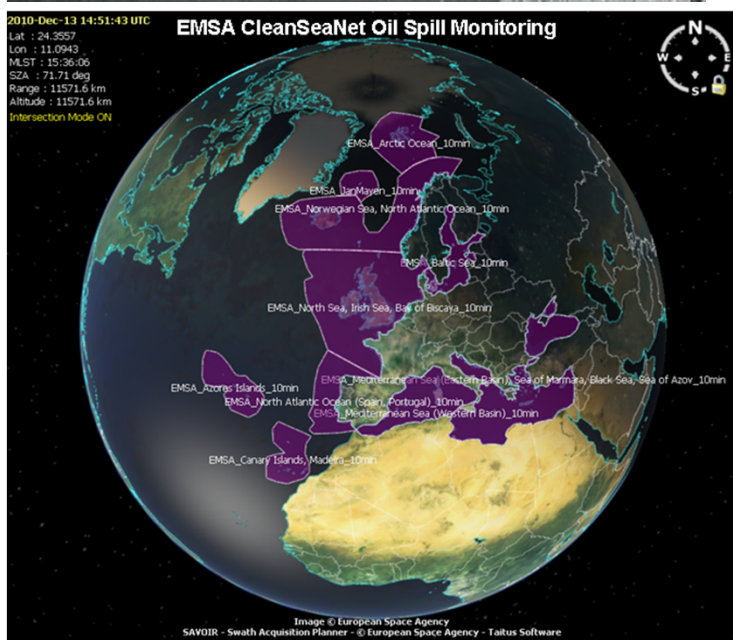 2010-Dec-13 14:51:43 UTC
EMSA CleanSeaNet Oil Spill Monitoring
Lat : 24.3557
Lon : 11.0943
MLST : 15:36:06
SZA : 71.71 deg
Range : 11571.6 km
Altitude : 11571.6 km
Intersection Mode ON
N
W E
S
EMSA_Arctic Ocean_10min
EMSA_JanMayen_10min
EMSA_Norwegian Sea, North Atlantic Ocean_10min
EMSA_Baltic Sea_10min
EMSA_North Sea, Irish Sea, Bay of Biscaya_10min
EMSA_Mediterranean Sea (Eastern Basin), Sea of Marmara, Black Sea, Sea of Azov_10min
EMSA_Azores Islands_10min
EMSA_North Atlantic Ocean (Spain, Portugal)_10min
EMSA_Mediterranean Sea (Western Basin)_10min
EMSA_Canary Islands, Madeira_10min
Image © European Space Agency
SAVOIR - Swath Acquisition Planner - © European Space Agency - Taitus Software